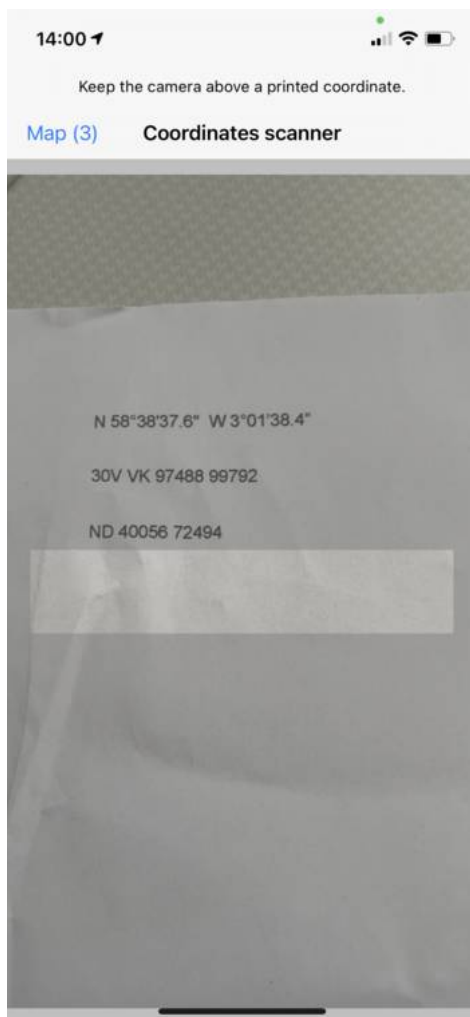 14:00
Keep the camera above a printed coordinate.
Map (3) Coordinates scanner
N 58°38'37.6" W 3°01'38.4"
30V VK 97488 99792
ND 40056 72494